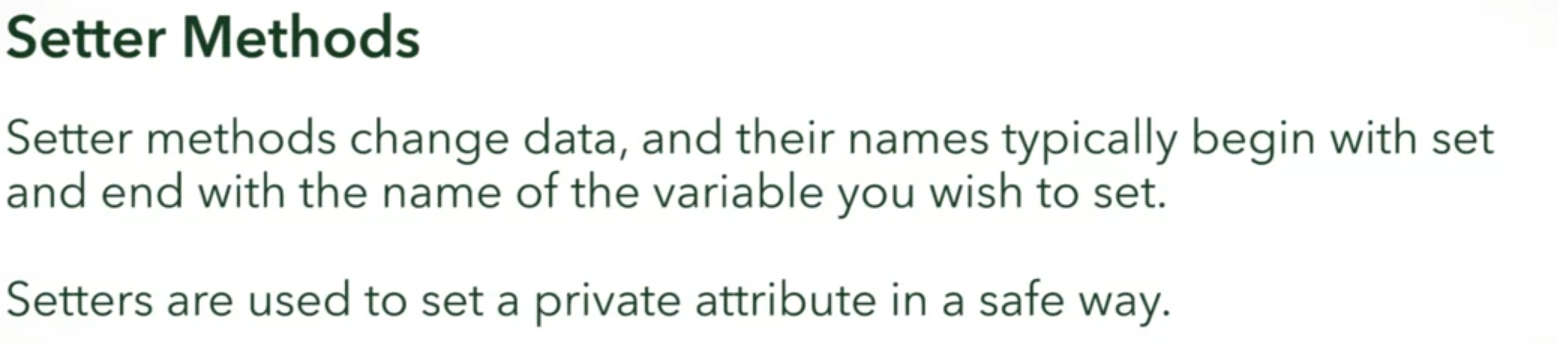 Setter Methods
Setter methods change data, and their names typically begin with set
and end with the name of the variable you wish to set.
Setters are used to set a private attribute in a safe way.